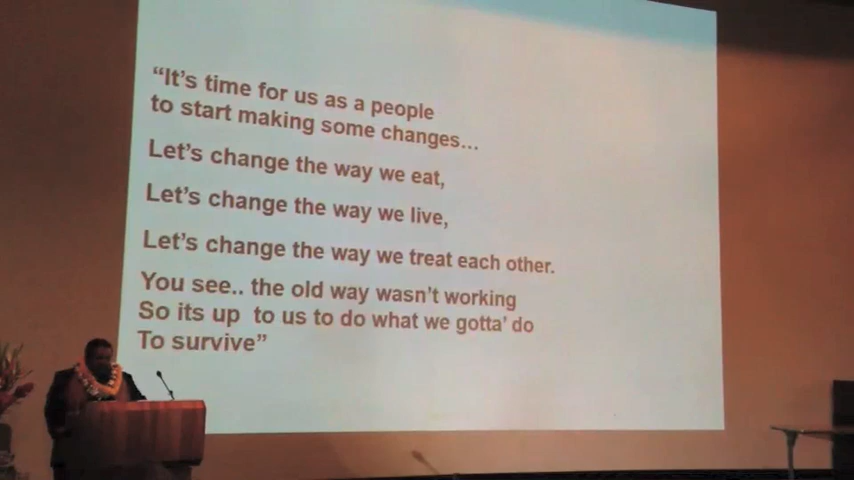 “It’s time for us as a people
to start making some changes...
Let’s change the way we eat,
Let’s change the way we live,
Let’s change the way we treat each other.
You see.. the old way wasn’t working
So its up to us to do what we gotta’ do
To survive”